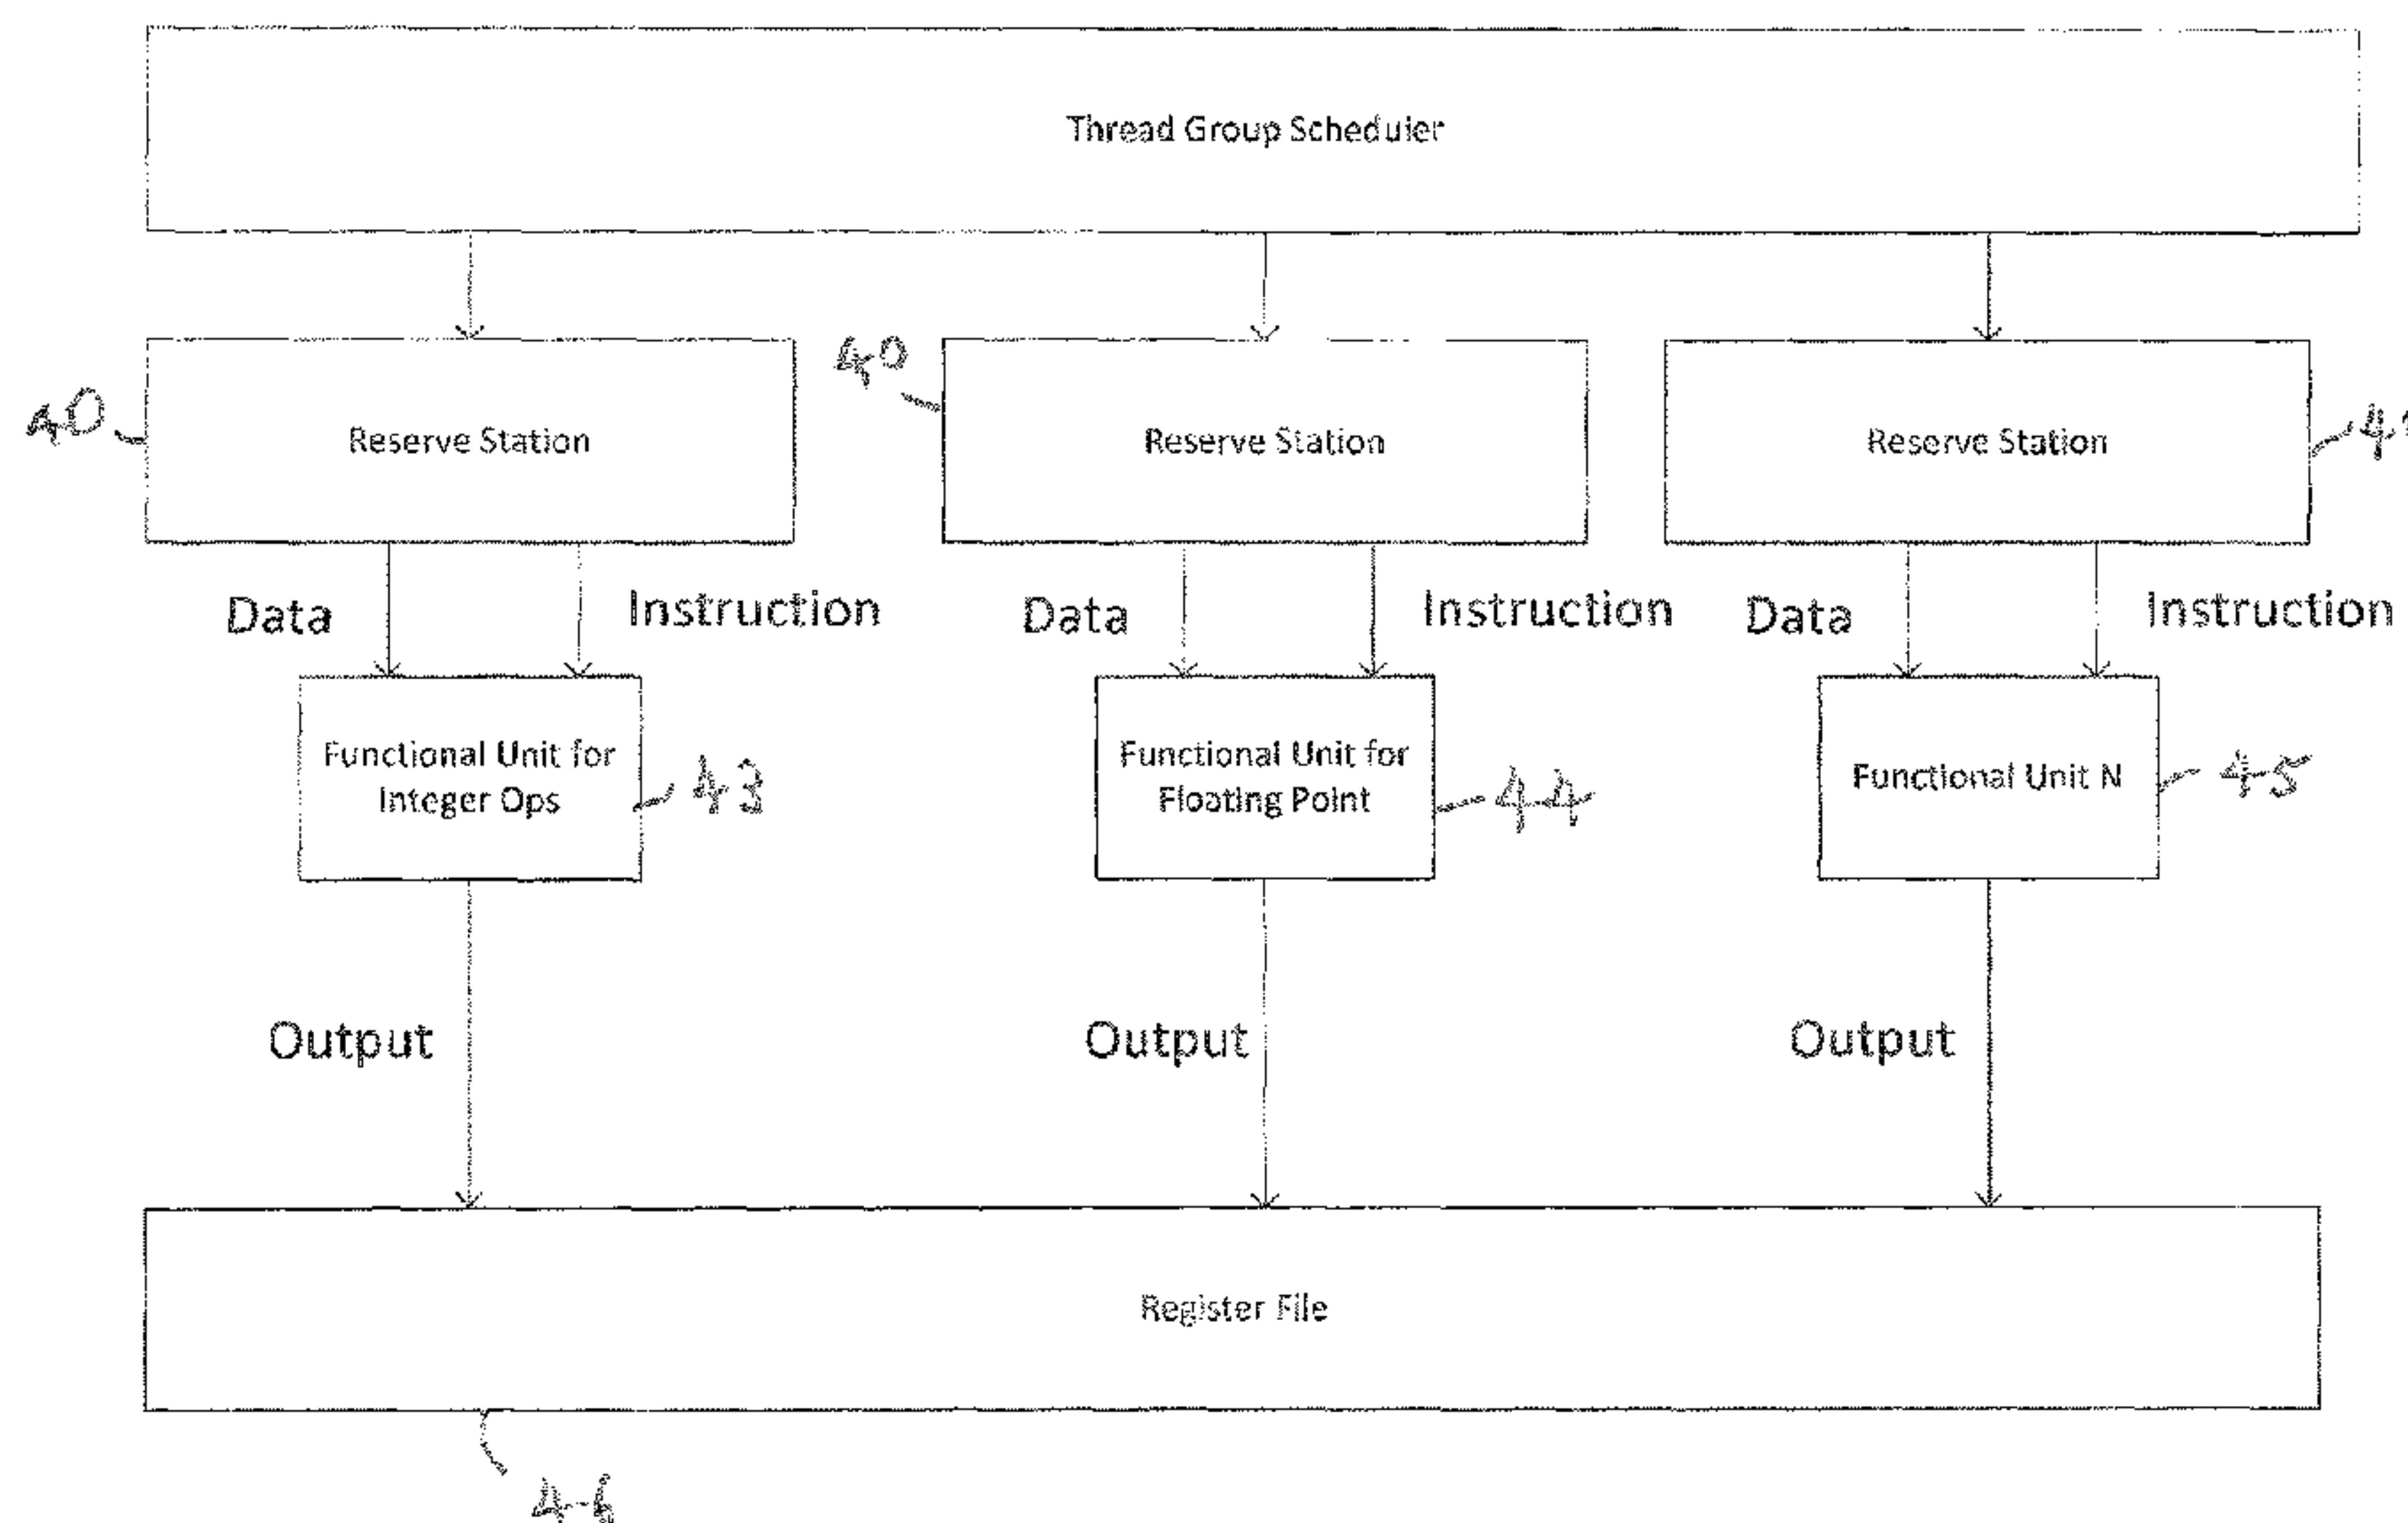 Thread Group Scheduler
40
Reserve Station
40
Reserve Station
Reserve Station
Data
Instruction
Data
Instruction
Data
Instruction
Functional Unit for
Integer Ops
43
Functional Unit for
Floating Point
44
Functional Unit N
45
Output
Output
Output
Register File
46